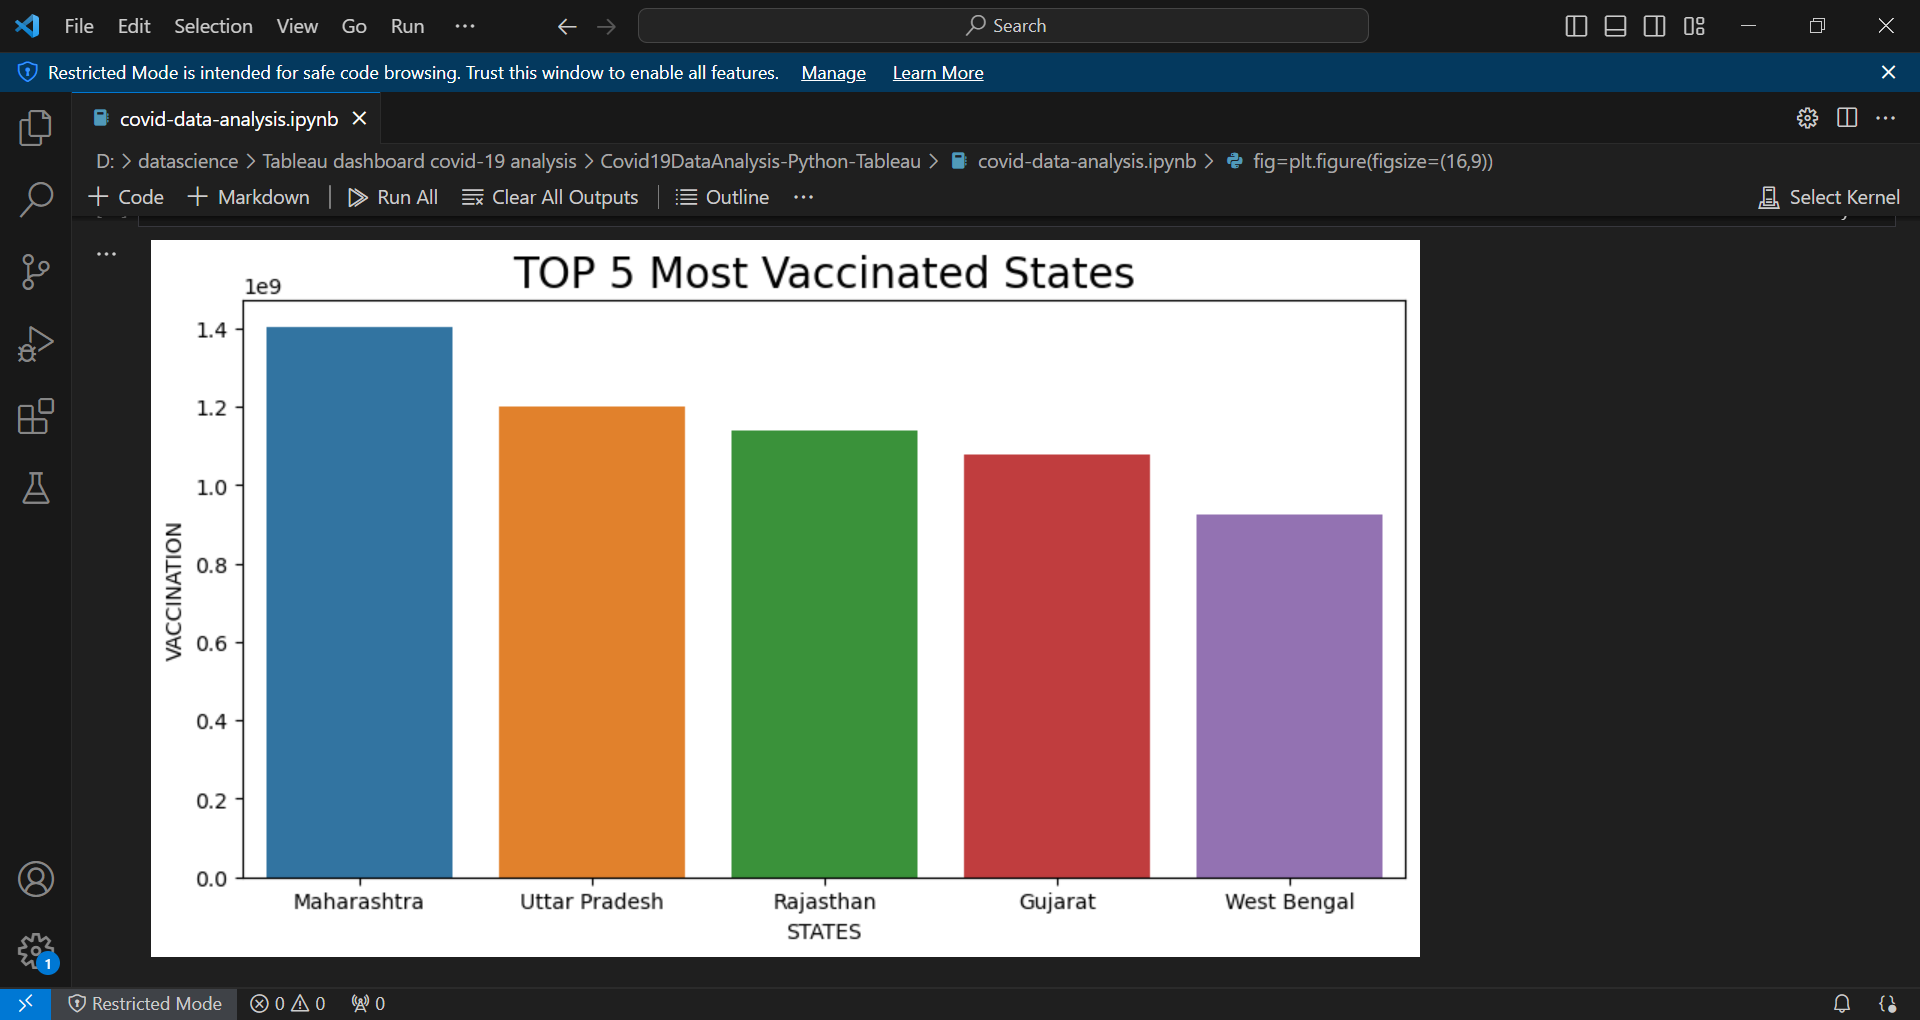 File Edit Selection View Go Run ··· Search
Restricted Mode is intended for safe code browsing. Trust this window to enable all features. Manage Learn More
covid-data-analysis.ipynb
D: > datascience > Tableau dashboard covid-19 analysis > Covid19DataAnalysis-Python-Tableau > covid-data-analysis.ipynb > fig=plt.figure(figsize=(16,9))
+ Code + Markdown Run All Clear All Outputs Outline ··· Select Kernel
TOP 5 Most Vaccinated States
1e9
1.4
1.2
1.0
0.8
0.6
0.4
0.2
0.0
VACCINATION
Maharashtra Uttar Pradesh Rajasthan Gujarat West Bengal
STATES
1
Restricted Mode 0 0 0